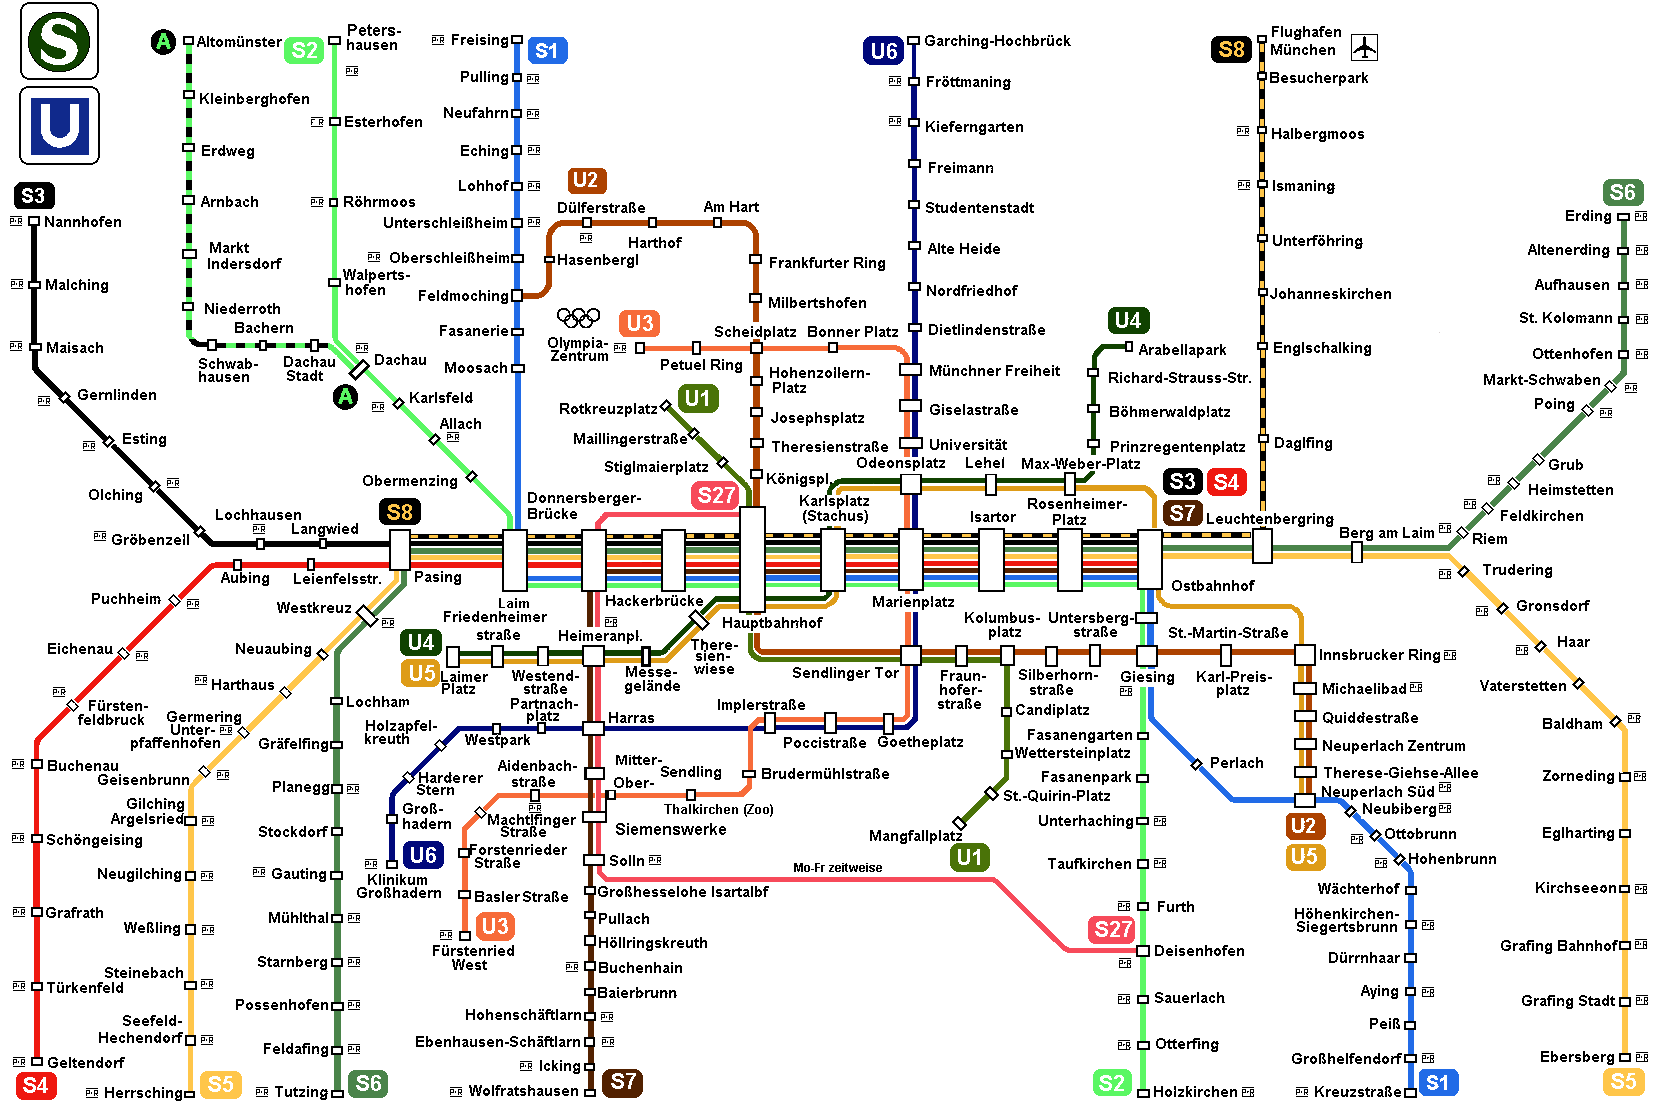 S
U
A
Altomünster
Kleinberghofen
Erdweg
Arnbach
Markt
Indersdorf
Niederroth
Bachern
Schwab-
hausen
Dachau
Stadt
A
S2
Peters-
hausen
P+R
Esterhofen
Röhrmoos
Walperts-
hofen
Dachau
Karlsfeld
Allach
Obermenzing
S1
Freising
Pulling
Neufahrn
Eching
Lohhof
Unterschleißheim
Oberschleißheim
Feldmoching
Fasanerie
Moosach
U2
Dülferstraße
Harthof
Am Hart
Hasenbergl
Frankfurter Ring
Milbertshofen
Scheidplatz
Bonner Platz
Hohenzollern-
Platz
Josephsplatz
Theresienstraße
Königspl.
Olympia-
Zentrum
U3
Petuel Ring
U1
Rotkreuzplatz
Maillingerstraße
Stiglmaierplatz
U6
Garching-Hochbrück
Fröttmaning
Kieferngarten
Freimann
Studentenstadt
Alte Heide
Nordfriedhof
Dietlindenstraße
Münchner Freiheit
Giselastraße
Universität
Odeonsplatz
Lehel
Max-Weber-Platz
U4
Arabellapark
Richard-Strauss-Str.
Böhmerwaldplatz
Prinzregentenplatz
S8
Flughafen
München
Besucherpark
Halbergmoos
Ismaning
Unterföhring
Johanneskirchen
Englschalking
Daglfing
S6
Erding
Altenerding
Aufhausen
St. Kolomann
Ottenhofen
Markt-Schwaben
Poing
Grub
Heimstetten
Feldkirchen
Riem
S3
Nannhofen
Malching
Maisach
Gernlinden
Esting
Olching
Gröbenzell
Lochhausen
Langwied
S8
Pasing
Laim
Donnersberger-
Brücke
S27
Hackerbrücke
Hauptbahnhof
Karlsplatz
(Stachus)
Marienplatz
Isartor
Rosenheimer-
Platz
S3
S4
S7
Ostbahnhof
Leuchtenbergring
Berg am Laim
Trudering
Gronsdorf
Haar
Vaterstetten
Baldham
Zorneding
Eglharting
Kirchseeon
Grafing Bahnhof
Grafing Stadt
Ebersberg
S5
Aubing
Leienfelsstr.
Puchheim
Eichenau
Fürsten-
feldbruck
Buchenau
Schöngeising
Grafrath
Türkenfeld
Geltendorf
S4
Westkreuz
Neuaubing
Harthaus
Germering
Unter-
pfaffenhofen
Geisenbrunn
Gilching
Argelsried
Neugilching
Weßling
Steinebach
Seefeld-
Hechendorf
Herrsching
S5
Lochham
Gräfelfing
Planegg
Stockdorf
Gauting
Mühlthal
Starnberg
Possenhofen
Feldafing
Tutzing
S6
U4
U5
Laimer
Platz
Friedenheimer
straße
Westend-
straße
Heimeranpl.
Messe-
gelände
There-
sien-
wiese
Partnach-
platz
Harras
Westpark
Holzapfel-
kreuth
Harderer
Stern
Groß-
hadern
U6
Klinikum
Großhadern
Implerstraße
Poccistraße
Goetheplatz
Sendlinger Tor
Brudermühlstraße
Thalkirchen (Zoo)
Mitter-
Sendling
Ober-
Aidenbach-
straße
Machtlfinger
Straße
Forstenrieder
Straße
Basler Straße
U3
Fürstenried
West
Siemenswerke
Solln
Großhesselohe Isartalbf
Pullach
Höllringskreuth
Buchenhain
Baierbrunn
Hohenschäftlarn
Ebenhausen-Schäftlarn
Icking
Wolfratshausen
S7
Mo-Fr zeitweise
S27
Fraun-
hofer-
straße
Kolumbus-
platz
Candiplatz
Wettersteinplatz
St.-Quirin-Platz
Mangfallplatz
U1
Silberhorn-
straße
Untersberg-
straße
Giesing
St.-Martin-Straße
Karl-Preis-
platz
Innsbrucker Ring
Michaelibad
Quiddestraße
Neuperlach Zentrum
Therese-Giehse-Allee
Neuperlach Süd
U2
U5
Fasanengarten
Fasanenpark
Unterhaching
Taufkirchen
Furth
Deisenhofen
Sauerlach
Otterfing
Holzkirchen
S2
Perlach
Neubiberg
Ottobrunn
Hohenbrunn
Wächterhof
Höhenkirchen-
Siegertsbrunn
Dürrnhaar
Aying
Peiß
Großhelfendorf
Kreuzstraße
S1